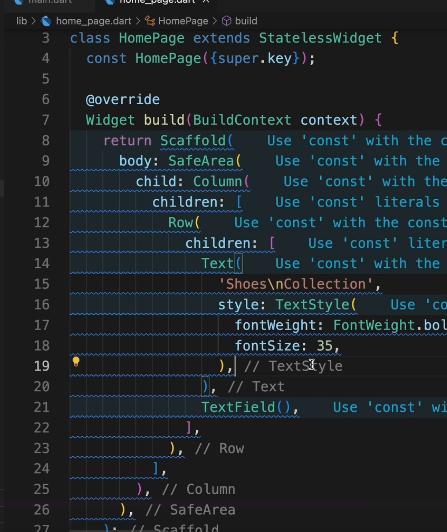 main.dart home_page.dart
lib > home_page.dart > HomePage > build
3 class HomePage extends StatelessWidget {
4 const HomePage({super.key});
5
6 @override
7 Widget build(BuildContext context) {
8 return Scaffold( Use 'const' with the c
9 body: SafeArea( Use 'const' with the
10 child: Column( Use 'const' with the
11 children: [ Use 'const' literals
12 Row( Use 'const' with the const
13 children: [ Use 'const' liter
14 Text( Use 'const' with the
15 'Shoes\nCollection',
16 style: TextStyle( Use 'co
17 fontWeight: FontWeight.bol
18 fontSize: 35,
19 ), // TextStyle
20 ), // Text
21 TextField(), Use 'const' wi
22 ],
23 ), // Row
24 ],
25 ), // Column
26 ), // SafeArea
27 ); // Scaffold